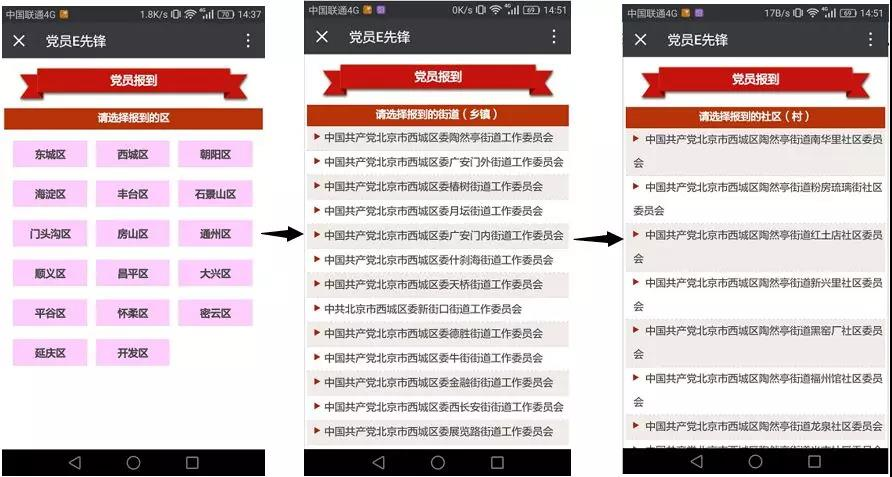 中国联通4G 1.8K/s 4G 70 14:37
党员E先锋
党员报到
请选择报到的区
东城区 西城区 朝阳区
海淀区 丰台区 石景山区
门头沟区 房山区 通州区
顺义区 昌平区 大兴区
平谷区 怀柔区 密云区
延庆区 开发区
中国联通4G 0K/s 4G 69 14:51
党员E先锋
党员报到
请选择报到的街道（乡镇）
中国共产党北京市西城区委陶然亭街道工作委员会
中国共产党北京市西城区委广安门外街道工作委员会
中国共产党北京市西城区委椿树街道工作委员会
中国共产党北京市西城区委月坛街道工作委员会
中国共产党北京市西城区委广安门内街道工作委员会
中国共产党北京市西城区委什刹海街道工作委员会
中国共产党北京市西城区委天桥街道工作委员会
中共北京市西城区委新街口街道工作委员会
中国共产党北京市西城区委德胜街道工作委员会
中国共产党北京市西城区委牛街街道工作委员会
中国共产党北京市西城区委金融街街道工作委员会
中国共产党北京市西城区委西长安街街道工作委员会
中国共产党北京市西城区委展览路街道工作委员会
中国联通4G 17B/s 4G 69 14:51
党员E先锋
党员报到
请选择报到的社区（村）
中国共产党北京市西城区陶然亭街道南华里社区委员
会
中国共产党北京市西城区陶然亭街道粉房琉璃街社区
委员会
中国共产党北京市西城区陶然亭街道红土店社区委员
会
中国共产党北京市西城区陶然亭街道新兴里社区委员
会
中国共产党北京市西城区陶然亭街道黑窑厂社区委员
会
中国共产党北京市西城区陶然亭街道福州馆社区委员
会
中国共产党北京市西城区陶然亭街道龙泉社区委员会